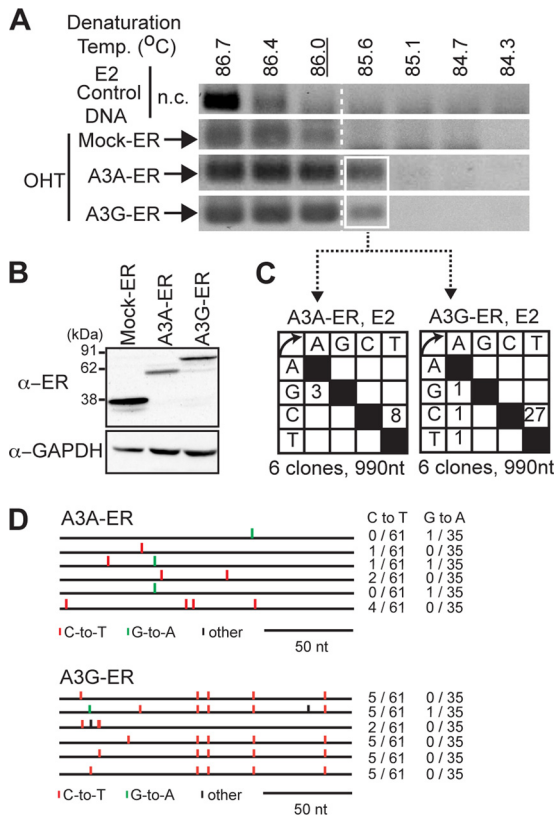 A
Denaturation
Temp. (°C)
86.7 86.4 86.0 85.6 85.1 84.7 84.3
E2
Control
DNA
n.c.
OHT
Mock-ER
A3A-ER
A3G-ER
B
Mock-ER
A3A-ER
A3G-ER
(kDa)
91
62
38
α-ER
α-GAPDH
C
A3A-ER, E2
A G C T
A
G 3
C 8
T
6 clones, 990nt
A3G-ER, E2
A G C T
A
G 1
C 1 27
T 1
6 clones, 990nt
D
A3A-ER
C to T G to A
0 / 61 1 / 35
1 / 61 0 / 35
1 / 61 1 / 35
2 / 61 0 / 35
0 / 61 1 / 35
4 / 61 0 / 35
C-to-T G-to-A other
50 nt
A3G-ER
5 / 61 0 / 35
5 / 61 1 / 35
2 / 61 0 / 35
5 / 61 0 / 35
5 / 61 0 / 35
5 / 61 0 / 35
C-to-T G-to-A other
50 nt